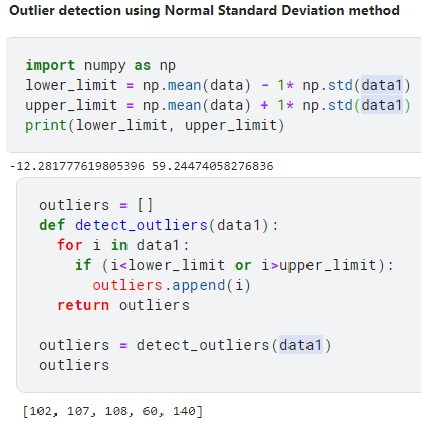 Outlier detection using Normal Standard Deviation method
import numpy as np
lower_limit = np.mean(data) - 1* np.std(data1)
upper_limit = np.mean(data) + 1* np.std(data1)
print(lower_limit, upper_limit)
-12.281777619805396 59.24474058276836
outliers = []
def detect_outliers(data1):
for i in data1:
if (i<lower_limit or i>upper_limit):
outliers.append(i)
return outliers
outliers = detect_outliers(data1)
outliers
[102, 107, 108, 60, 140]